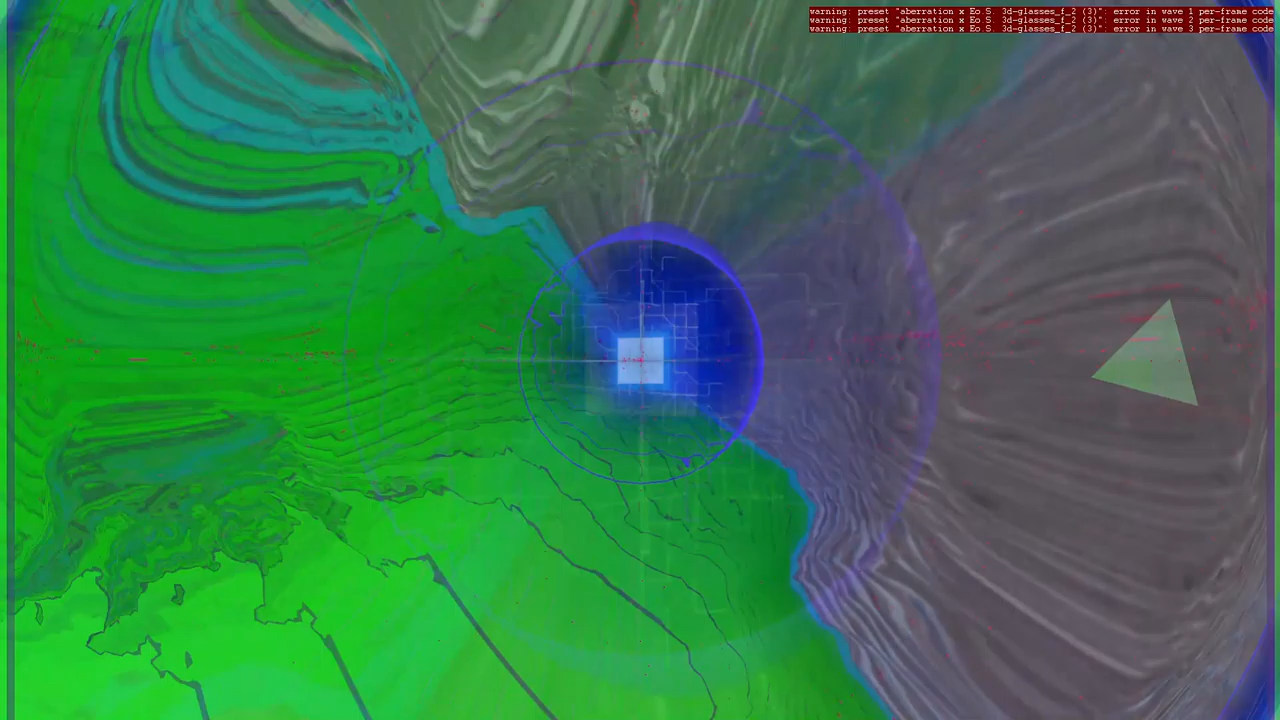 warning: preset "aberration x Eo.S. 3d-glasses_f_2 (3)": error in wave 1 per-frame code
warning: preset "aberration x Eo.S. 3d-glasses_f_2 (3)": error in wave 2 per-frame code
warning: preset "aberration x Eo.S. 3d-glasses_f_2 (3)": error in wave 3 per-frame code